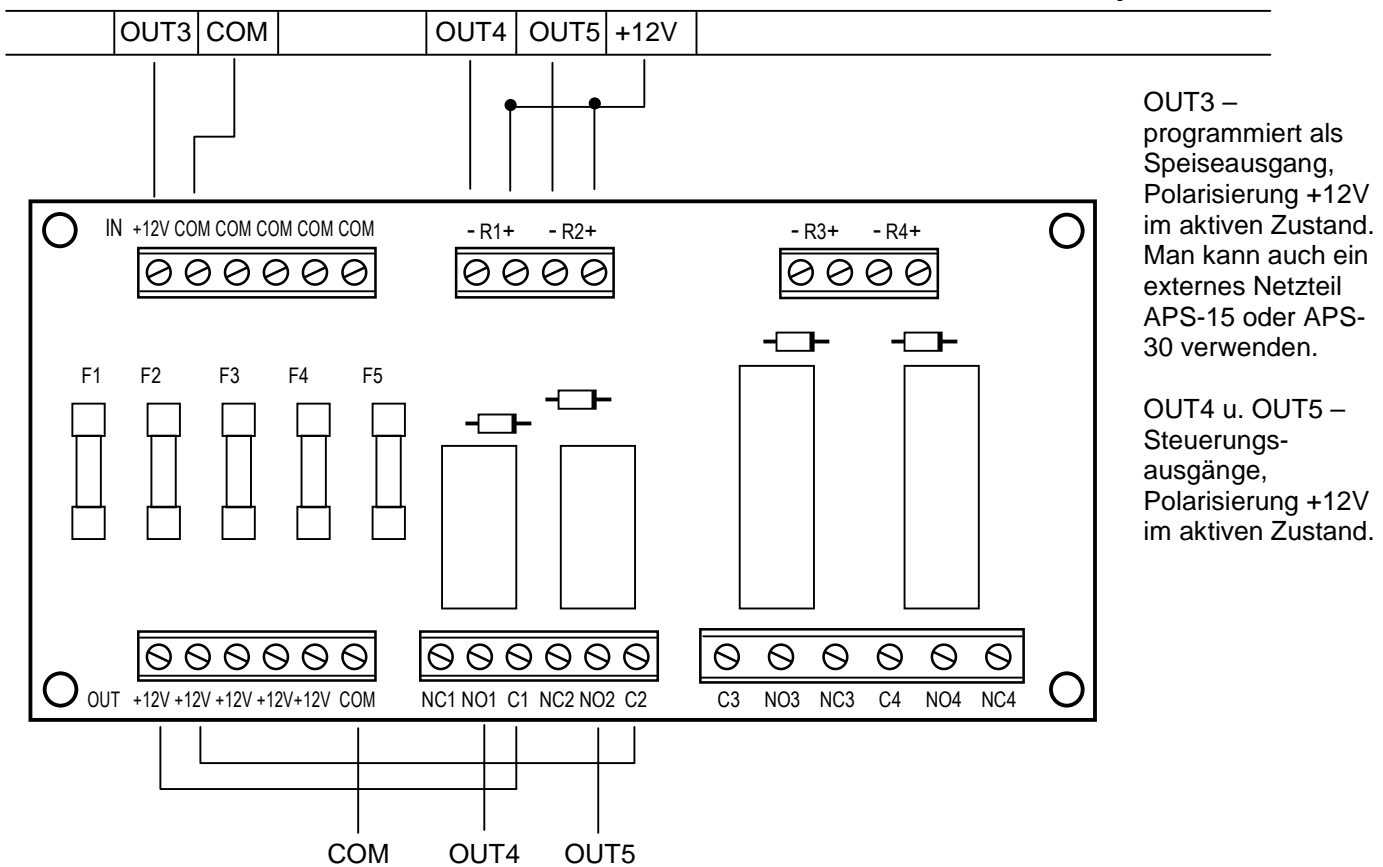 OUT3 COM OUT4 OUT5 +12V
OUT3 –
programmiert als
Speiseausgang,
Polarisierung +12V
im aktiven Zustand.
Man kann auch ein
externes Netzteil
APS-15 oder APS-
30 verwenden.
OUT4 u. OUT5 –
Steuerungs-
ausgänge,
Polarisierung +12V
im aktiven Zustand.
IN +12V COM COM COM COM COM - R1+ - R2+ - R3+ - R4+
F1 F2 F3 F4 F5
OUT +12V +12V +12V +12V +12V COM NC1 NO1 C1 NC2 NO2 C2 C3 NO3 NC3 C4 NO4 NC4
COM OUT4 OUT5